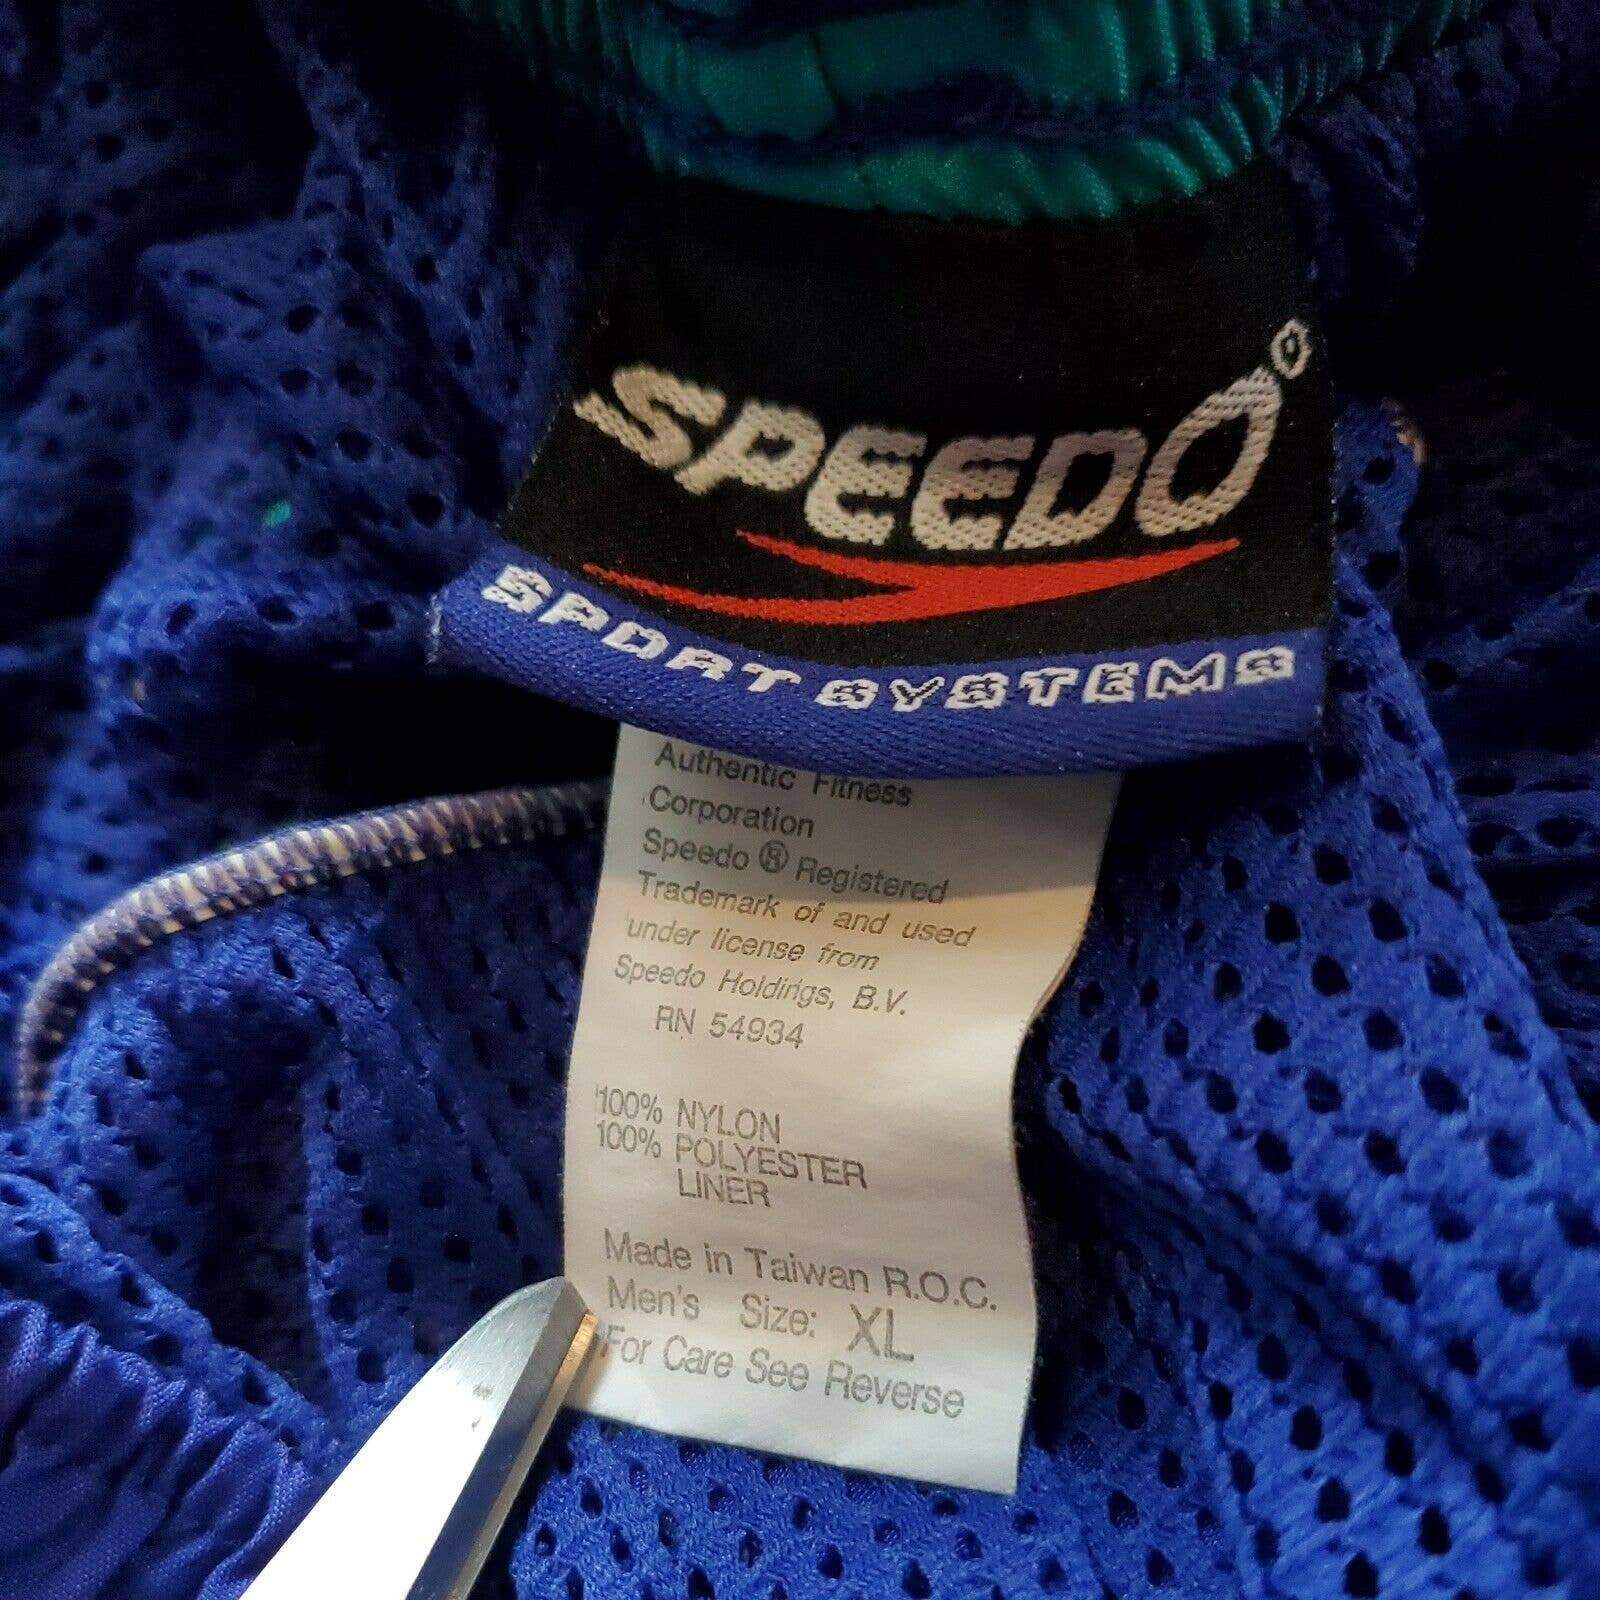 SPEEDO®
SPORT SYSTEMS
Authentic Fitness
Corporation
Speedo ® Registered
Trademark of and used
under license from
Speedo Holdings, B.V.
RN 54934
100% NYLON
100% POLYESTER
LINER
Made in Taiwan R.O.C.
Men's Size: XL
For Care See Reverse